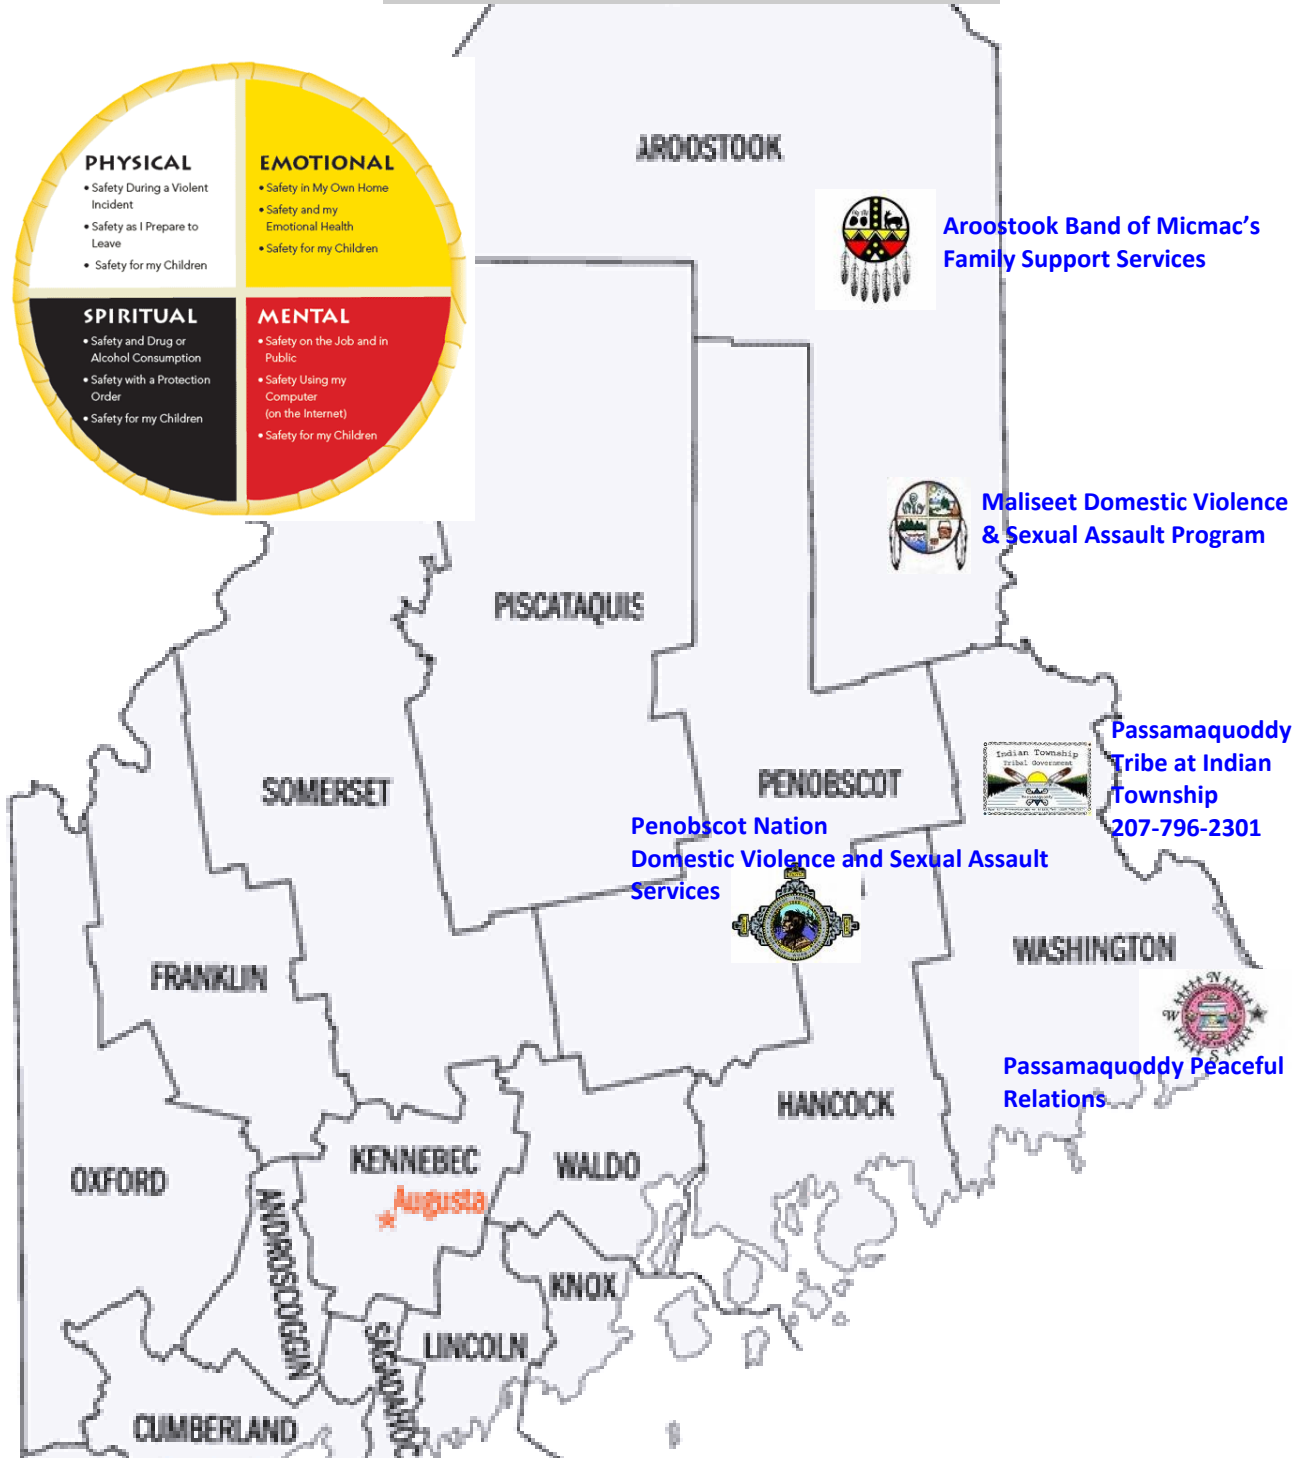 AROOSTOOK
PHYSICAL
• Safety During a Violent
Incident
• Safety as I Prepare to
Leave
• Safety for my Children
EMOTIONAL
• Safety in My Own Home
• Safety and my
Emotional Health
• Safety for my Children
SPIRITUAL
• Safety and Drug or
Alcohol Consumption
• Safety with a Protection
Order
• Safety for my Children
MENTAL
• Safety on the Job and in
Public
• Safety Using my
Computer
(on the Internet)
• Safety for my Children
Aroostook Band of Micmac’s
Family Support Services
Maliseet Domestic Violence
& Sexual Assault Program
PISCATAQUIS
Passamaquoddy
Tribe at Indian
Township
207-796-2301
Indian Township
Tribal Government
SOMERSET
PENOBSCOT
Penobscot Nation
Domestic Violence and Sexual Assault
Services
WASHINGTON
FRANKLIN
N
W
S
Passamaquoddy Peaceful
Relations
HANCOCK
KENNEBEC
WALDO
OXFORD
Augusta
ANDROSCOGGIN
KNOX
LINCOLN
SAGADAHOC
CUMBERLAND